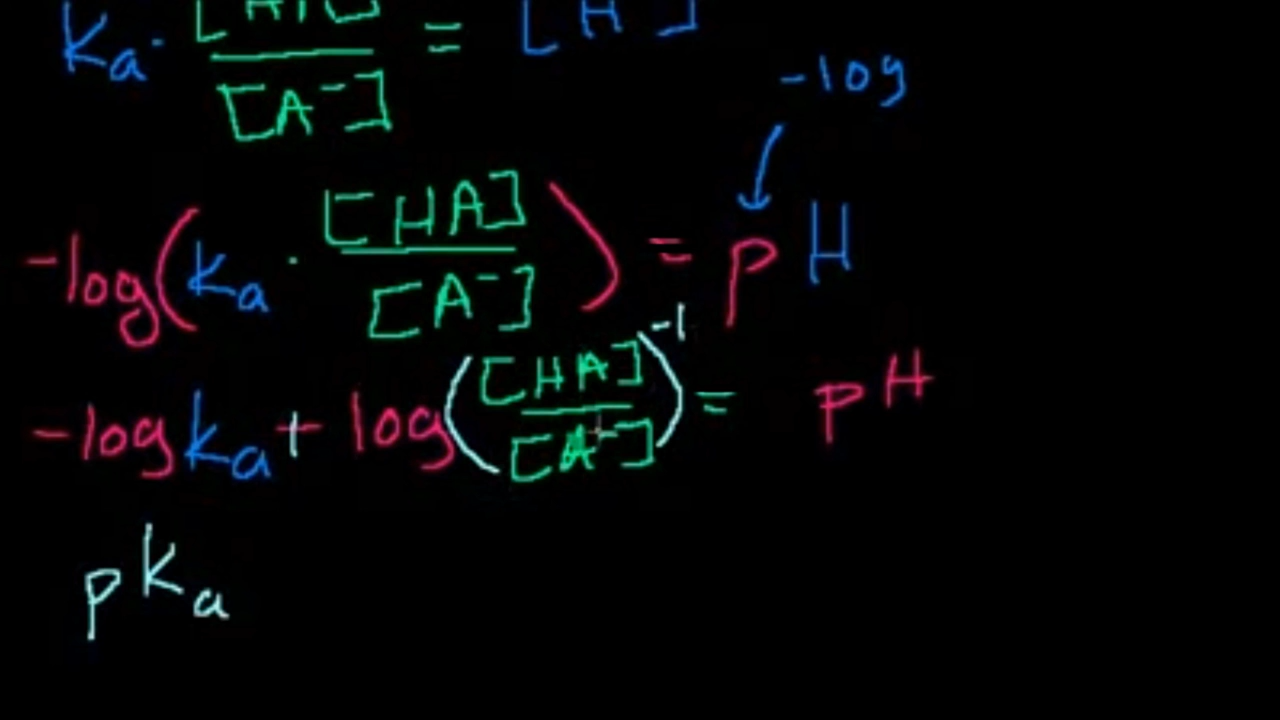 Ka · [HA] / [A⁻] = [H ]
-log
-log(Ka · [HA] / [A⁻]) = pH
-log Ka + log([HA] / [A⁻])⁻¹ = pH
pKa